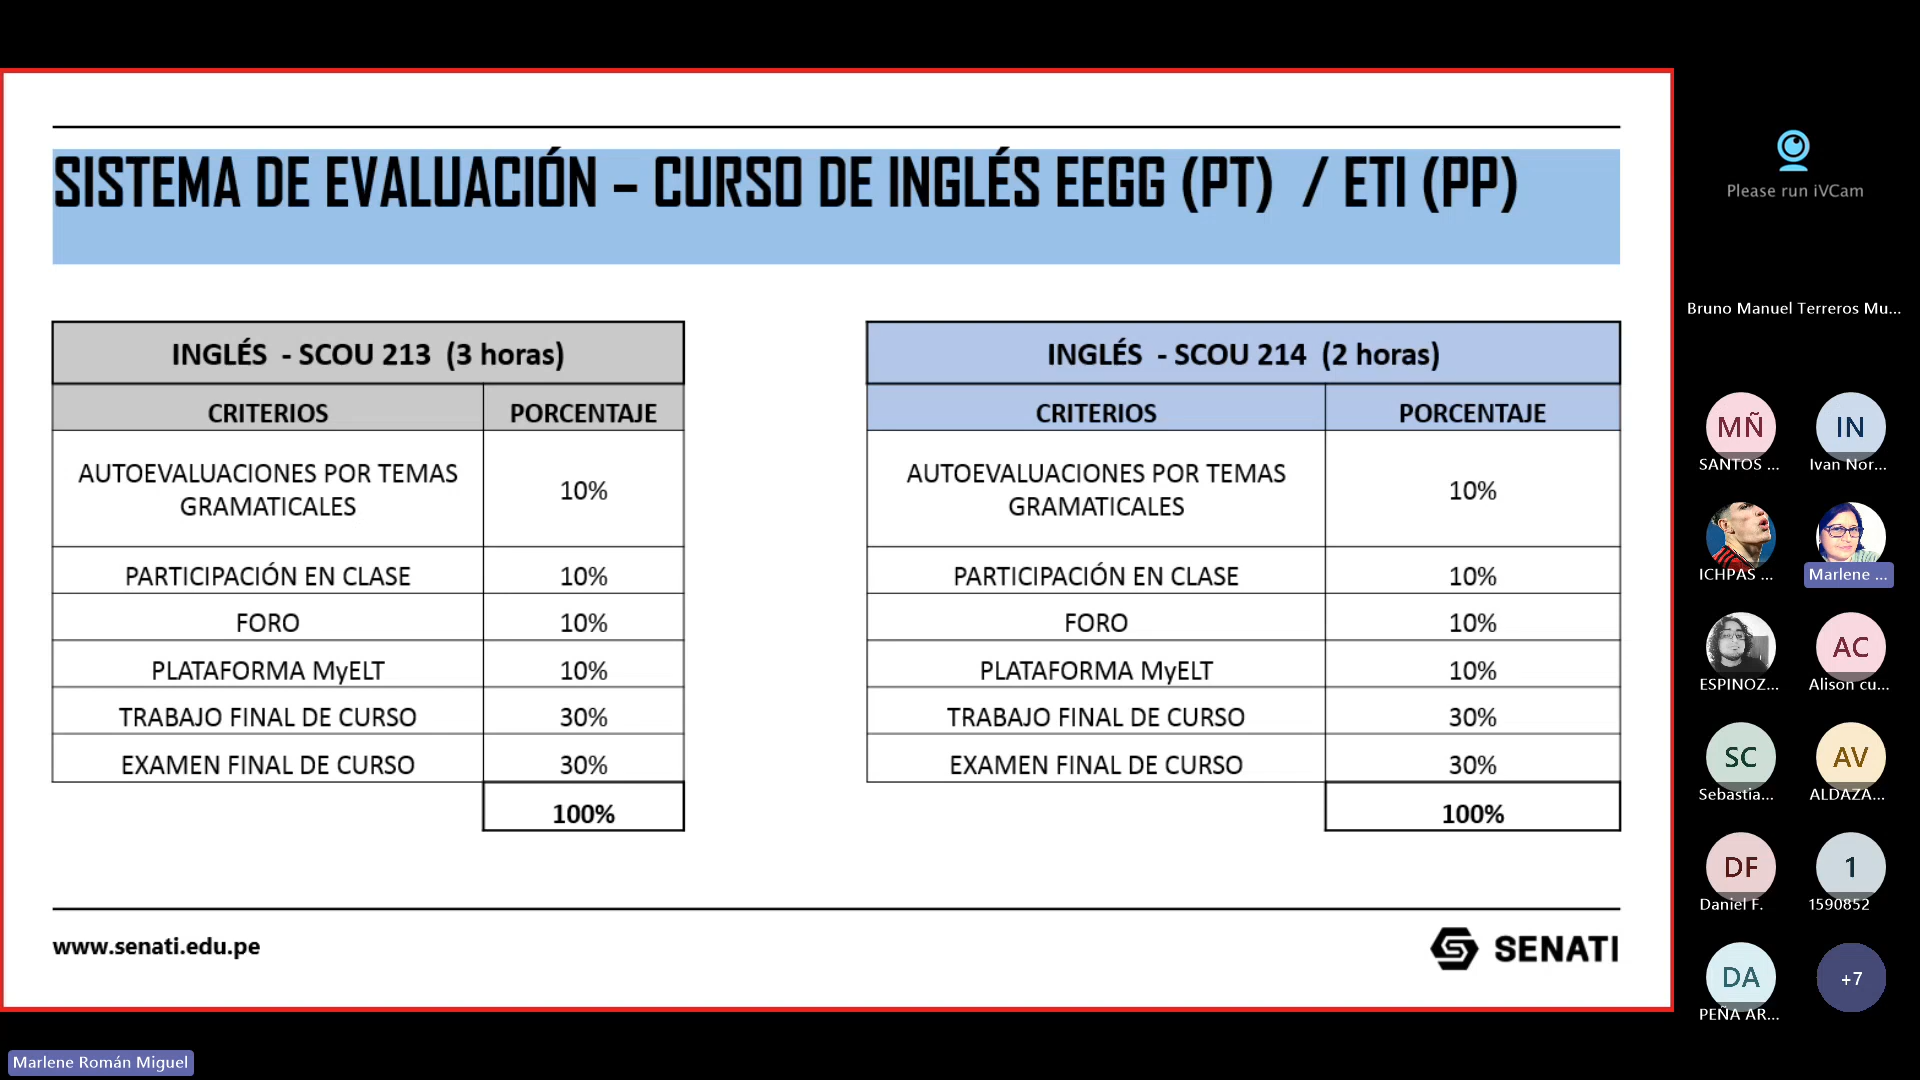 SISTEMA DE EVALUACIÓN – CURSO DE INGLÉS EEGG (PT) / ETI (PP)
INGLÉS - SCOU 213 (3 horas)
CRITERIOS PORCENTAJE
AUTOEVALUACIONES POR TEMAS
GRAMATICALES
10%
PARTICIPACIÓN EN CLASE 10%
FORO 10%
PLATAFORMA MyELT 10%
TRABAJO FINAL DE CURSO 30%
EXAMEN FINAL DE CURSO 30%
100%
INGLÉS - SCOU 214 (2 horas)
CRITERIOS PORCENTAJE
AUTOEVALUACIONES POR TEMAS
GRAMATICALES
10%
PARTICIPACIÓN EN CLASE 10%
FORO 10%
PLATAFORMA MyELT 10%
TRABAJO FINAL DE CURSO 30%
EXAMEN FINAL DE CURSO 30%
100%
www.senati.edu.pe
SENATI
Marlene Román Miguel
Please run iVCam
Bruno Manuel Terreros Mu...
MÑ IN
SANTOS ... Ivan Nor...
ICHPAS ... Marlene ...
AC
ESPINOZ... Alison cu...
SC AV
Sebastia... ALDAZA...
DF 1
Daniel F. 1590852
DA +7
PEÑA AR...